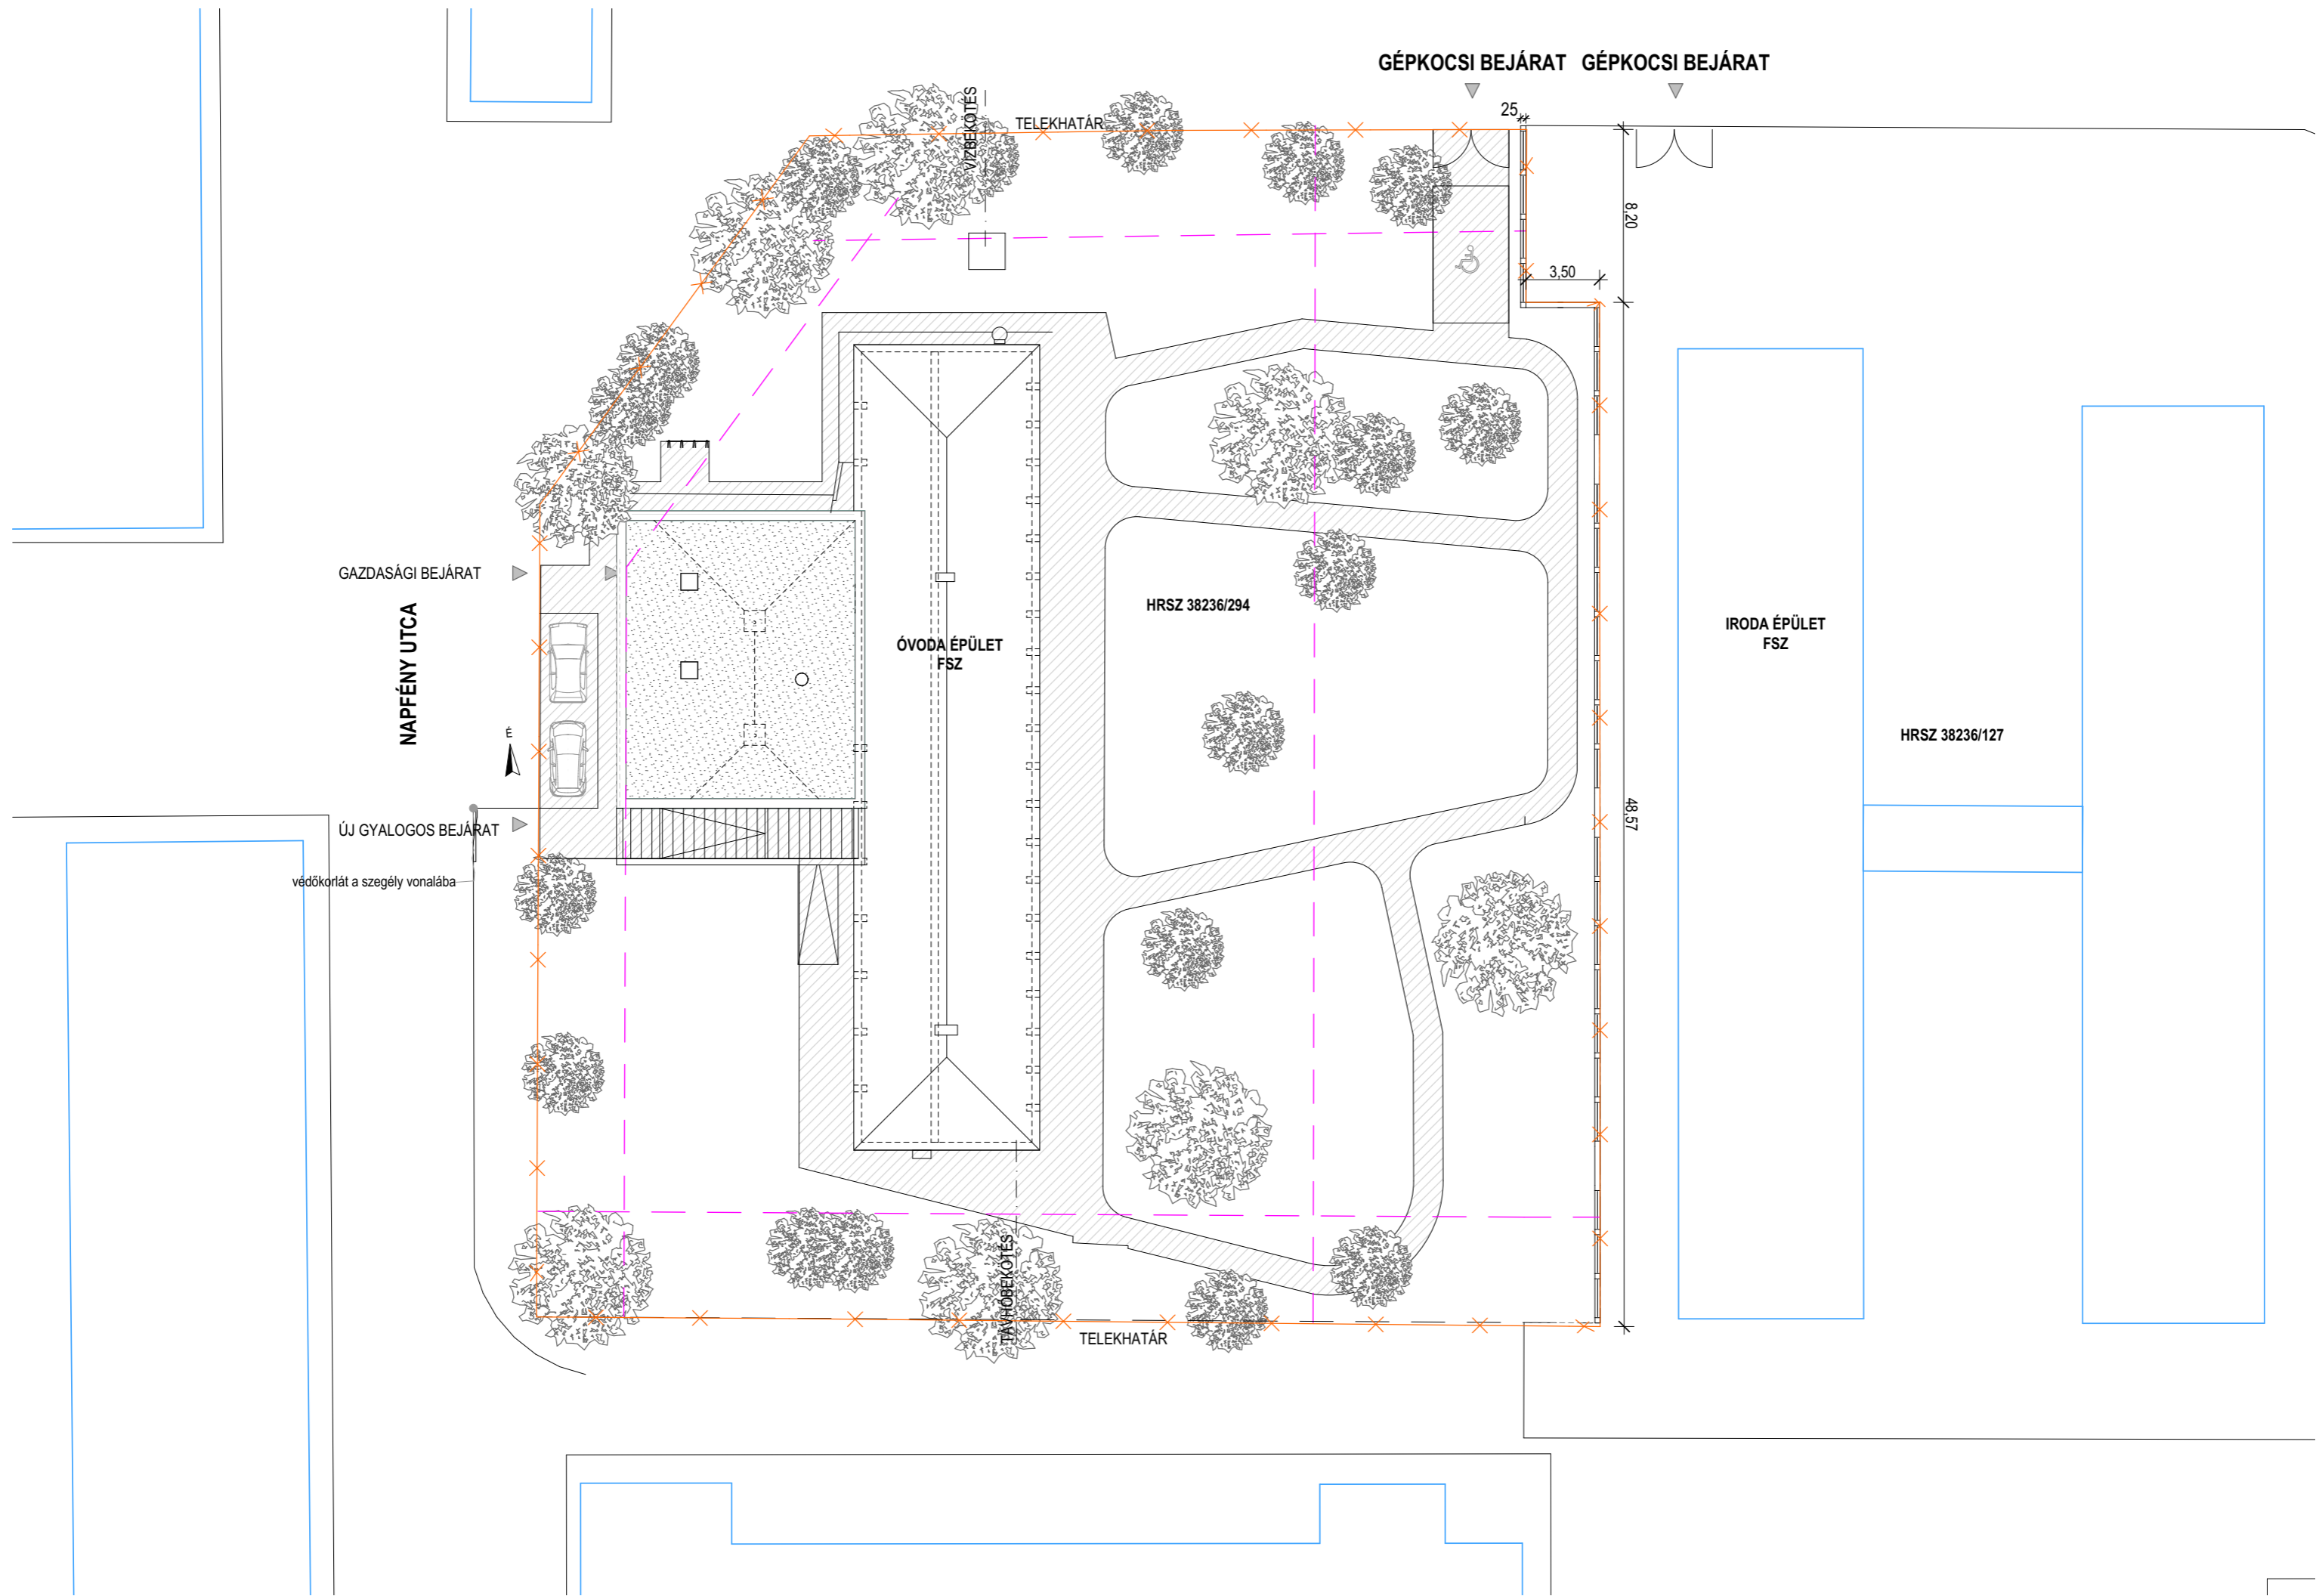 GÉPKOCSI BEJÁRAT GÉPKOCSI BEJÁRAT
25
VÍZBEKÖTÉS
TELEKHATÁR
8,20
3,50
GAZDASÁGI BEJÁRAT
NAPFÉNY UTCA
HRSZ 38236/294
ÓVODA ÉPÜLET
FSZ
IRODA ÉPÜLET
FSZ
HRSZ 38236/127
É
48,57
ÚJ GYALOGOS BEJÁRAT
védőkorlát a szegély vonalába
TÁVHŐBEKÖTÉS
TELEKHATÁR